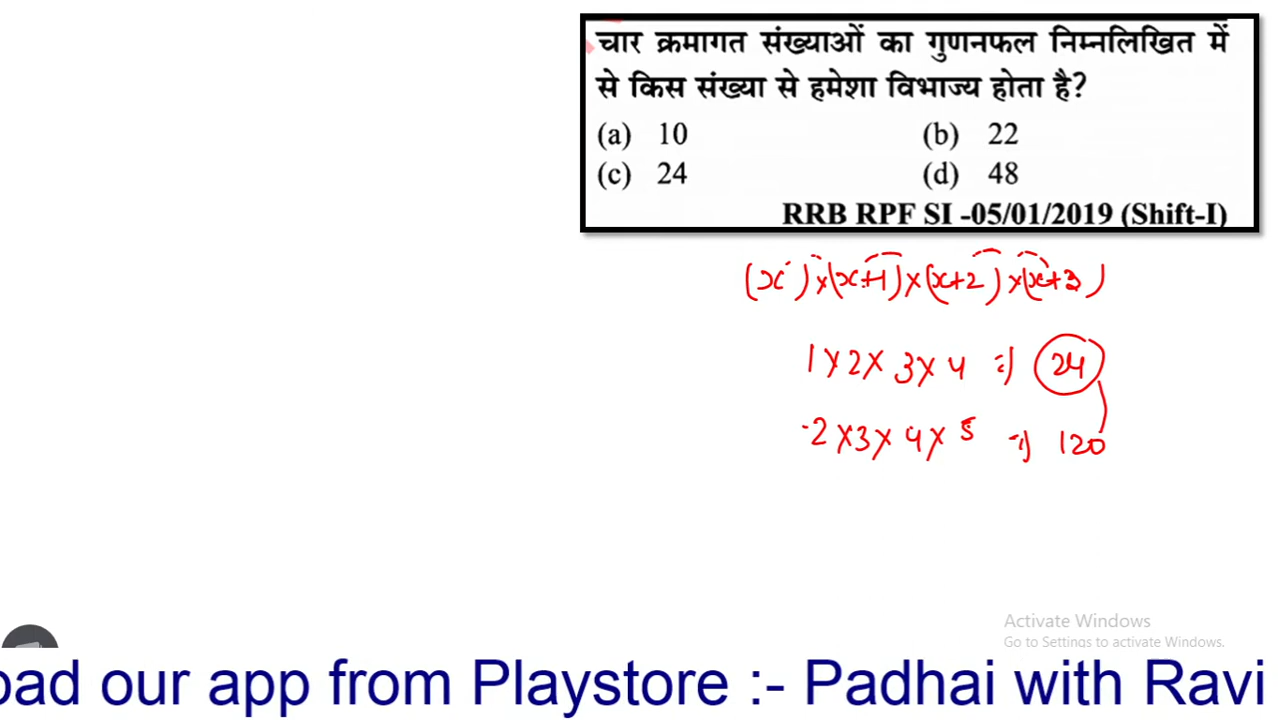 चार क्रमागत संख्याओं का गुणनफल निम्नलिखित में
से किस संख्या से हमेशा विभाज्य होता है?
(a) 10 (b) 22
(c) 24 (d) 48
RRB RPF SI -05/01/2019 (Shift-I)
(x) × (x+1) × (x+2) × (x+3)
1 × 2 × 3 × 4 ⇒ 24
2 × 3 × 4 × 5 ⇒ 120
Activate Windows
Go to Settings to activate Windows.
oad our app from Playstore :- Padhai with Ravi